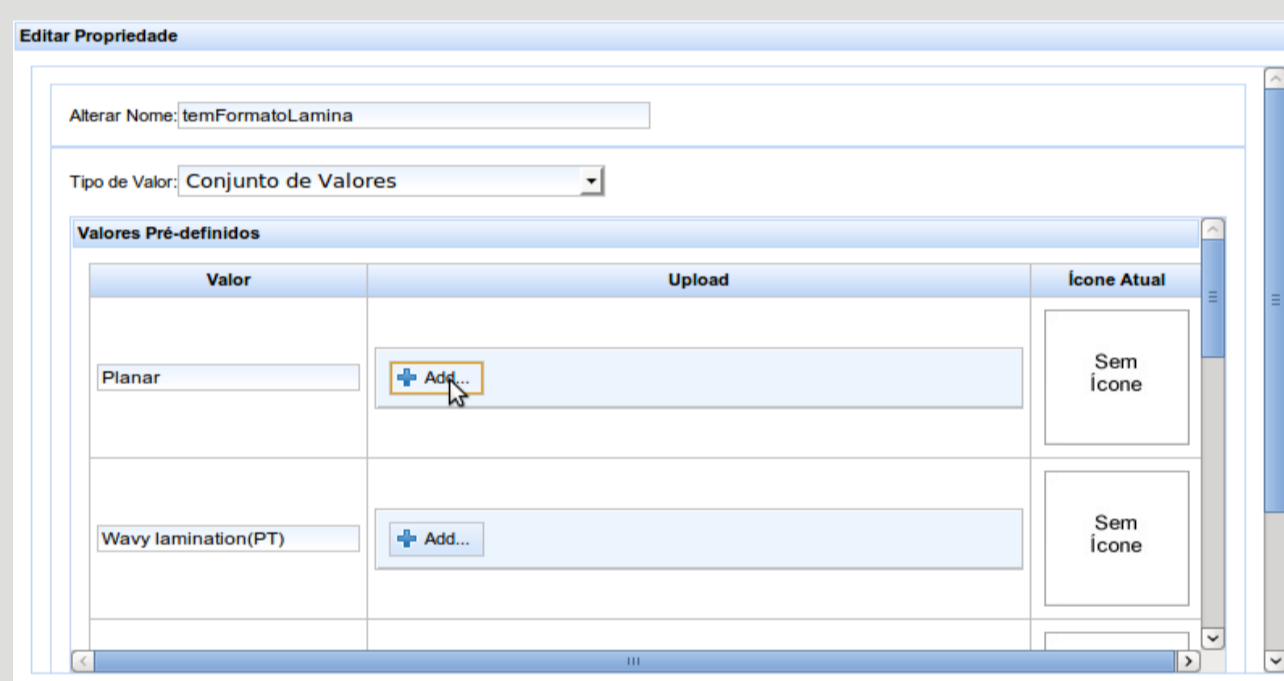 Editar Propriedade
Alterar Nome: temFormatoLamina
Tipo de Valor: Conjunto de Valores
Valores Pré-definidos
Valor Upload Ícone Atual
Planar Add... Sem
Ícone
Wavy lamination(PT) Add... Sem
Ícone